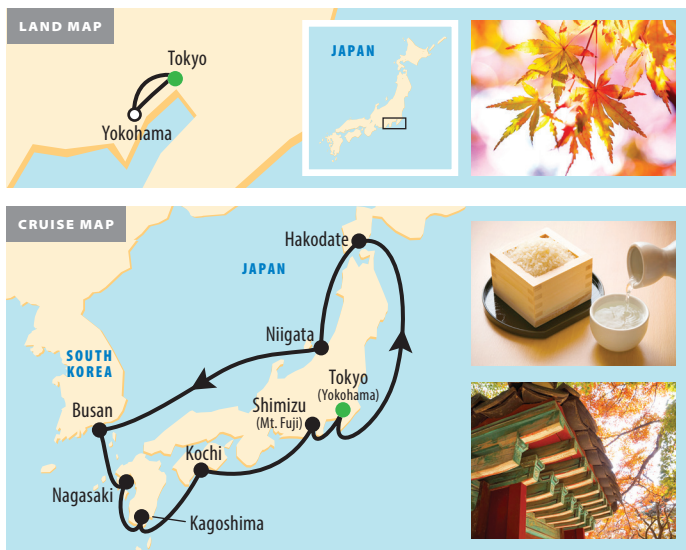 LAND MAP
Tokyo
Yokohama
JAPAN
CRUISE MAP
Hakodate
JAPAN
Niigata
SOUTH
KOREA
Tokyo
(Yokohama)
Shimizu
(Mt. Fuji)
Busan
Kochi
Nagasaki
Kagoshima